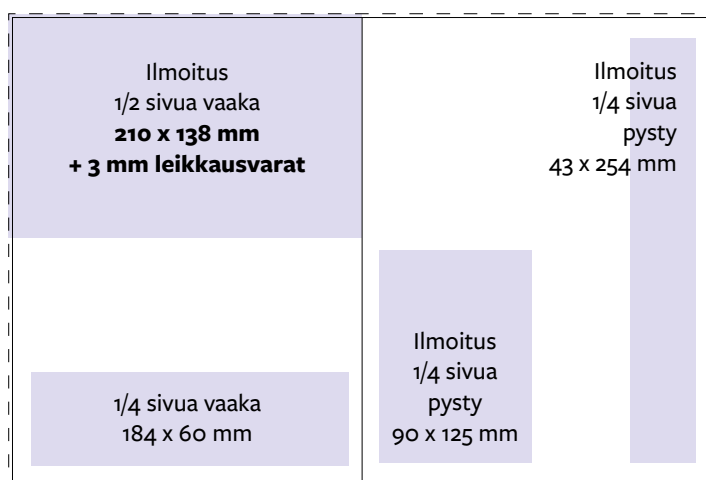 Ilmoitus
1/2 sivua vaaka
210 x 138 mm
+ 3 mm leikkausvarat
1/4 sivua vaaka
184 x 60 mm
Ilmoitus
1/4 sivua
pysty
90 x 125 mm
Ilmoitus
1/4 sivua
pysty
43 x 254 mm